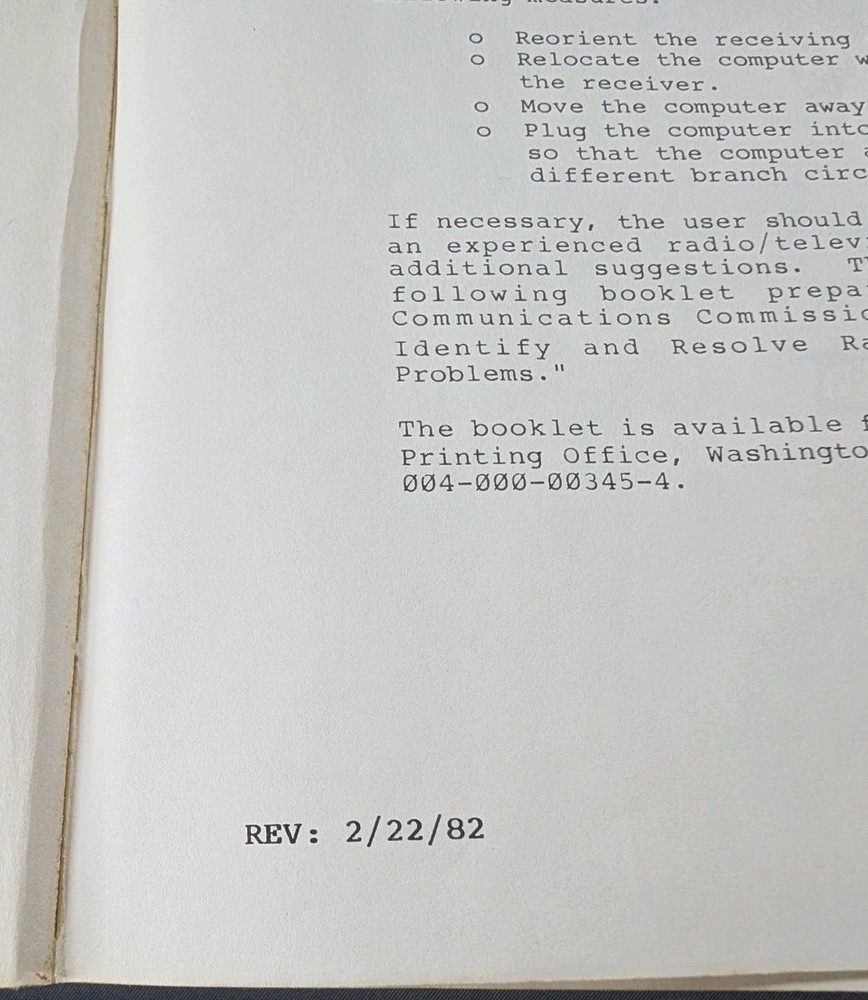 o Reorient the receiving
o Relocate the computer
the receiver.
o Move the computer away
o Plug the computer into
so that the computer
different branch circ
If necessary, the user should
an experienced radio/telev
additional suggestions.
following booklet prepa
Communications Commissio
Identify and Resolve Ra
Problems."
The booklet is available f
Printing Office, Washingto
004-000-00345-4.
REV: 2/22/82